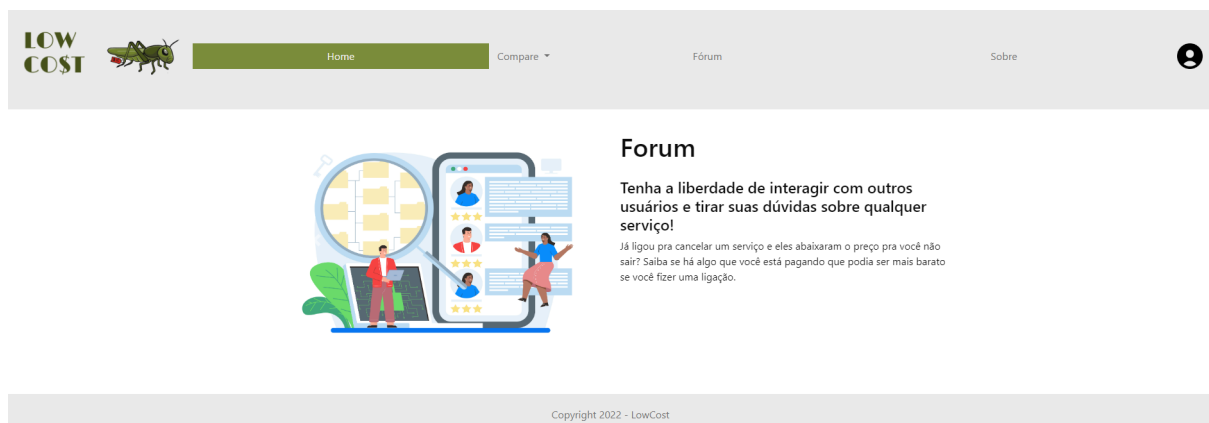 LOW
CO$T
Home
Compare
Fórum
Sobre
Forum
Tenha a liberdade de interagir com outros
usuários e tirar suas dúvidas sobre qualquer
serviço!
Já ligou pra cancelar um serviço e eles abaixaram o preço pra você não
sair? Saiba se há algo que você está pagando que podia ser mais barato
se você fizer uma ligação.
Copyright 2022 - LowCost